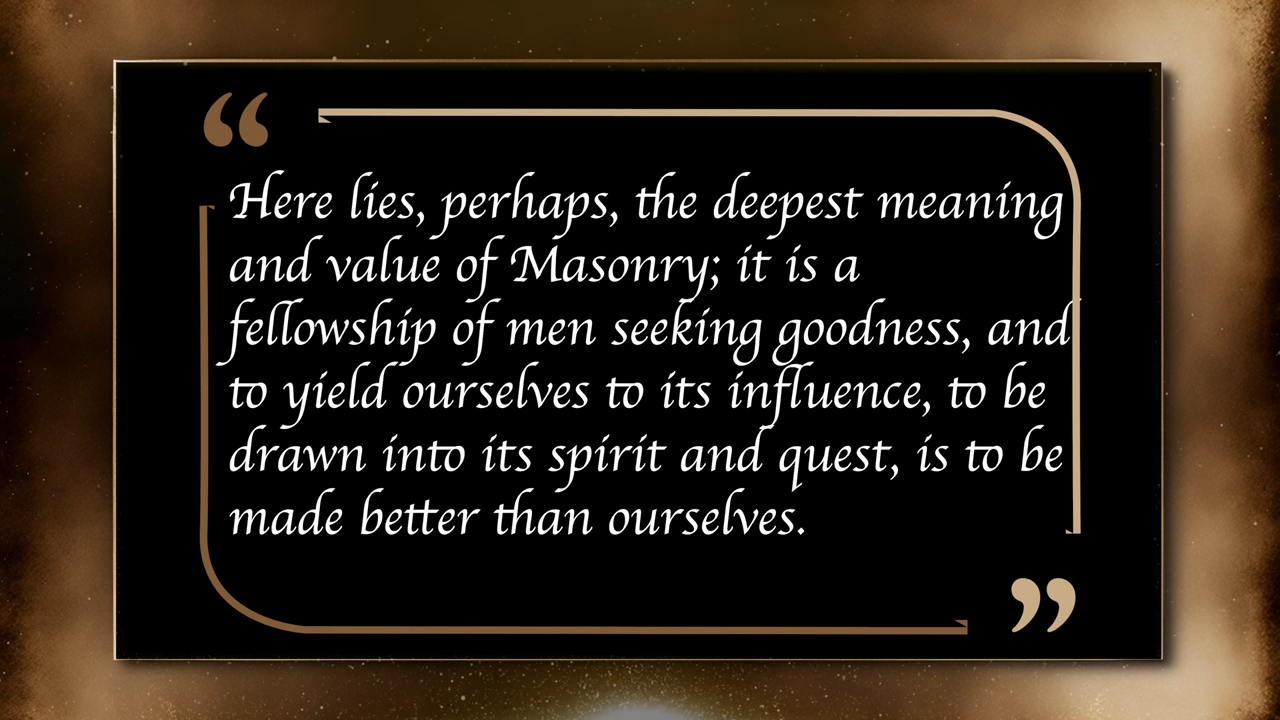 Here lies, perhaps, the deepest meaning
and value of Masonry; it is a
fellowship of men seeking goodness, and
to yield ourselves to its influence, to be
drawn into its spirit and quest, is to be
made better than ourselves.